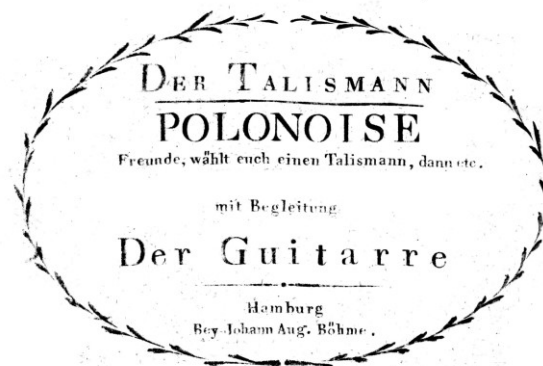 DER TALISMANN
POLONOISE
Freunde, wählt euch einen Talismann, dann etc.
mit Begleitung
Der Guitarre
Hamburg
Bey Johann Aug. Böhme.